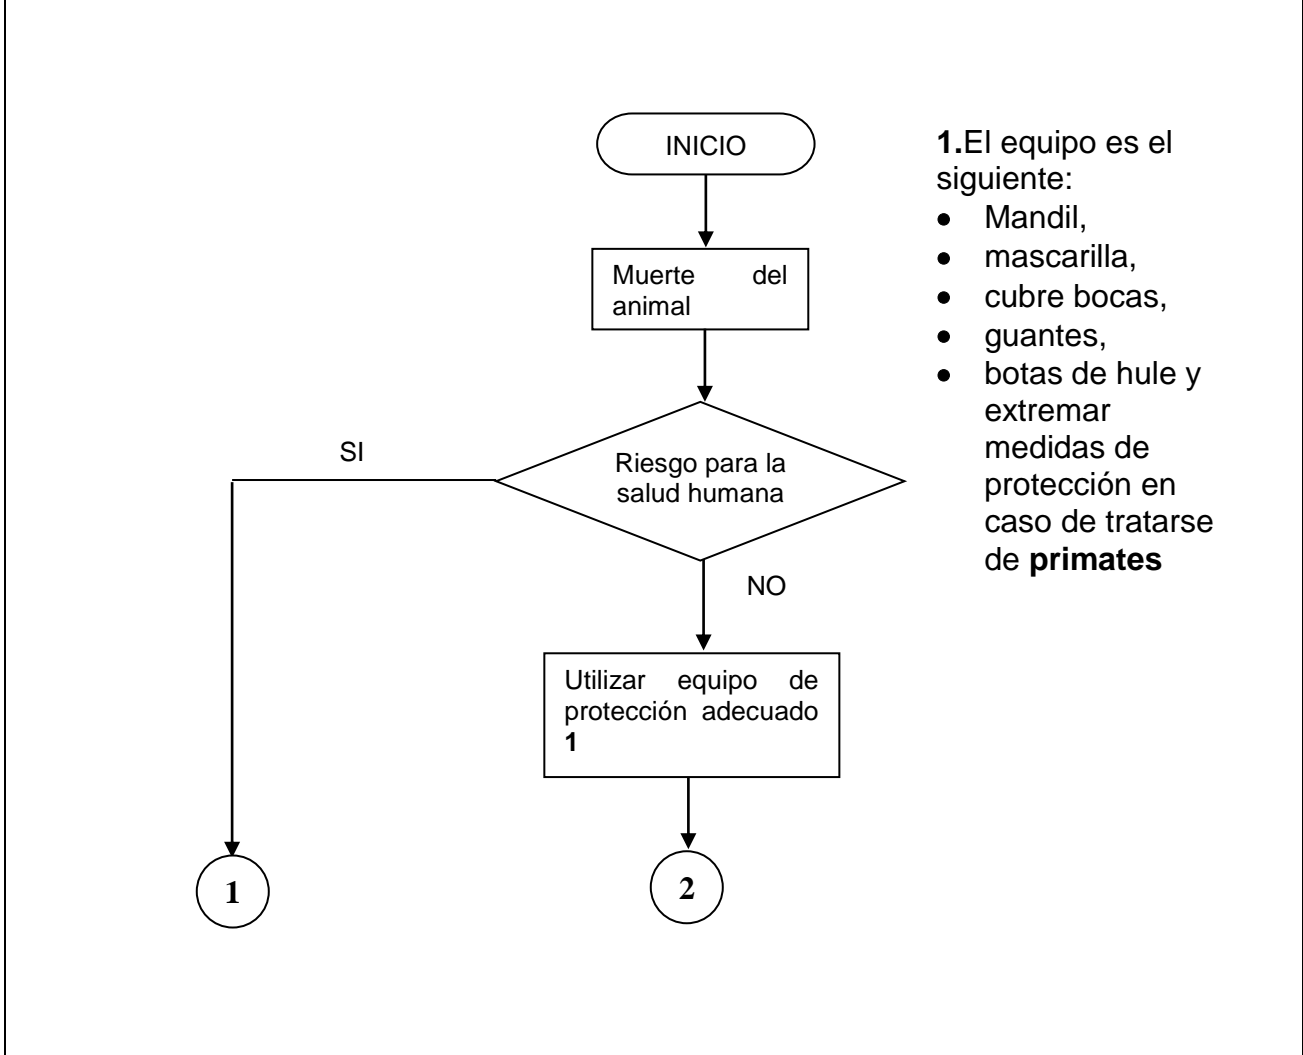 INICIO
Muerte del
animal
SI
Riesgo para la
salud humana
NO
Utilizar equipo de
protección adecuado
1
1
2
1.El equipo es el
siguiente:
• Mandil,
• mascarilla,
• cubre bocas,
• guantes,
• botas de hule y
extremar
medidas de
protección en
caso de tratarse
de primates